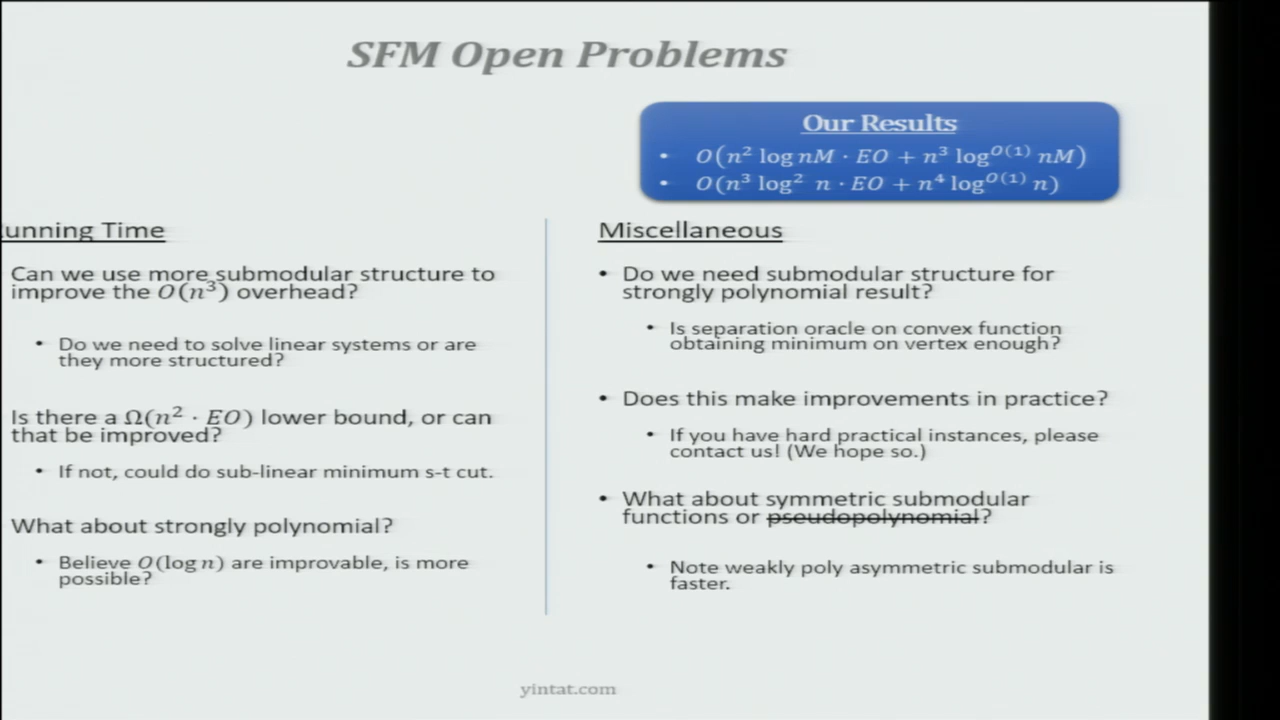 SFM Open Problems
Our Results
• O(n² log nM · EO + n³ log^{O(1)} nM)
• O(n³ log² n · EO + n⁴ log^{O(1)} n)
unning Time
Can we use more submodular structure to
improve the O(n³) overhead?
• Do we need to solve linear systems or are
they more structured?
Is there a Ω(n² · EO) lower bound, or can
that be improved?
• If not, could do sub-linear minimum s-t cut.
What about strongly polynomial?
• Believe O(log n) are improvable, is more
possible?
Miscellaneous
• Do we need submodular structure for
strongly polynomial result?
• Is separation oracle on convex function
obtaining minimum on vertex enough?
• Does this make improvements in practice?
• If you have hard practical instances, please
contact us! (We hope so.)
• What about symmetric submodular
functions or pseudopolynomial?
• Note weakly poly asymmetric submodular is
faster.
yintat.com